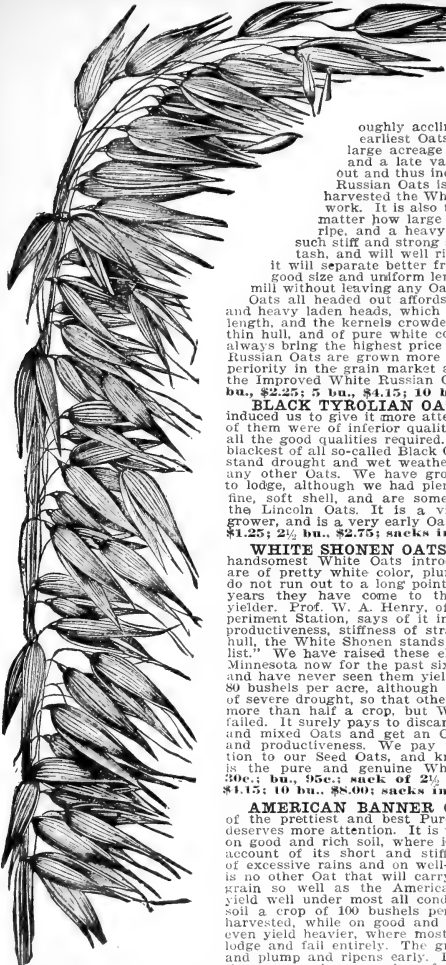 oughly accli
earliest Oats
large acreage
and a late va
out and thus in
Russian Oats is
harvested the Wh
work. It is also
matter how large
ripe, and a heavy
such stiff and strong
tash, and will well ri
it will separate better fr
good size and uniform le
mill without leaving any Oa
Oats all headed out affords
and heavy laden heads, which
length, and the kernels crowde
thin hull, and of pure white co
always bring the highest price
Russian Oats are grown more
periority in the grain market a
the Improved White Russian O
bu., $2.25; 5 bu., $4.15; 10 b
BLACK TYROLIAN OA
induced us to give it more atte
of them were of inferior qualit
all the good qualities required.
blackest of all so-called Black O
stand drought and wet weathe
any other Oats. We have gro
to lodge, although we had plen
fine, soft shell, and are some
the Lincoln Oats. It is a vi
grower, and is a very early Oa
$1.25; 2½ bu.. $2.75; sacks i
WHITE SHONEN OATS
handsomest White Oats introd
are of pretty white color, plu
do not run out to a long point
years they have come to th
yielder. Prof. W. A. Henry, of
periment Station, says of it in
productiveness, stiffness of str
hull, the White Shonen stands
list." We have raised these e
Minnesota now for the past six
and have never seen them yiel
80 bushels per acre, although
of severe drought, so that othe
more than half a crop, but W
failed. It surely pays to discar
and mixed Oats and get an O
and productiveness. We pay
tion to our Seed Oats, and kn
is the pure and genuine Wh
30c.; bu., 95c.; sack of 2½
$4.15; 10 bu., $8.00; sacks in
AMERICAN BANNER O
of the prettiest and best Pur
deserves more attention. It is
on good and rich soil, where i
account of its short and stiff
of excessive rains and on well-
is no other Oat that will carry
grain so well as the America
yield well under most all cond
soil a crop of 100 bushels per
harvested, while on good and
even yield heavier, where most
lodge and fail entirely. The g
and plump and ripens early.